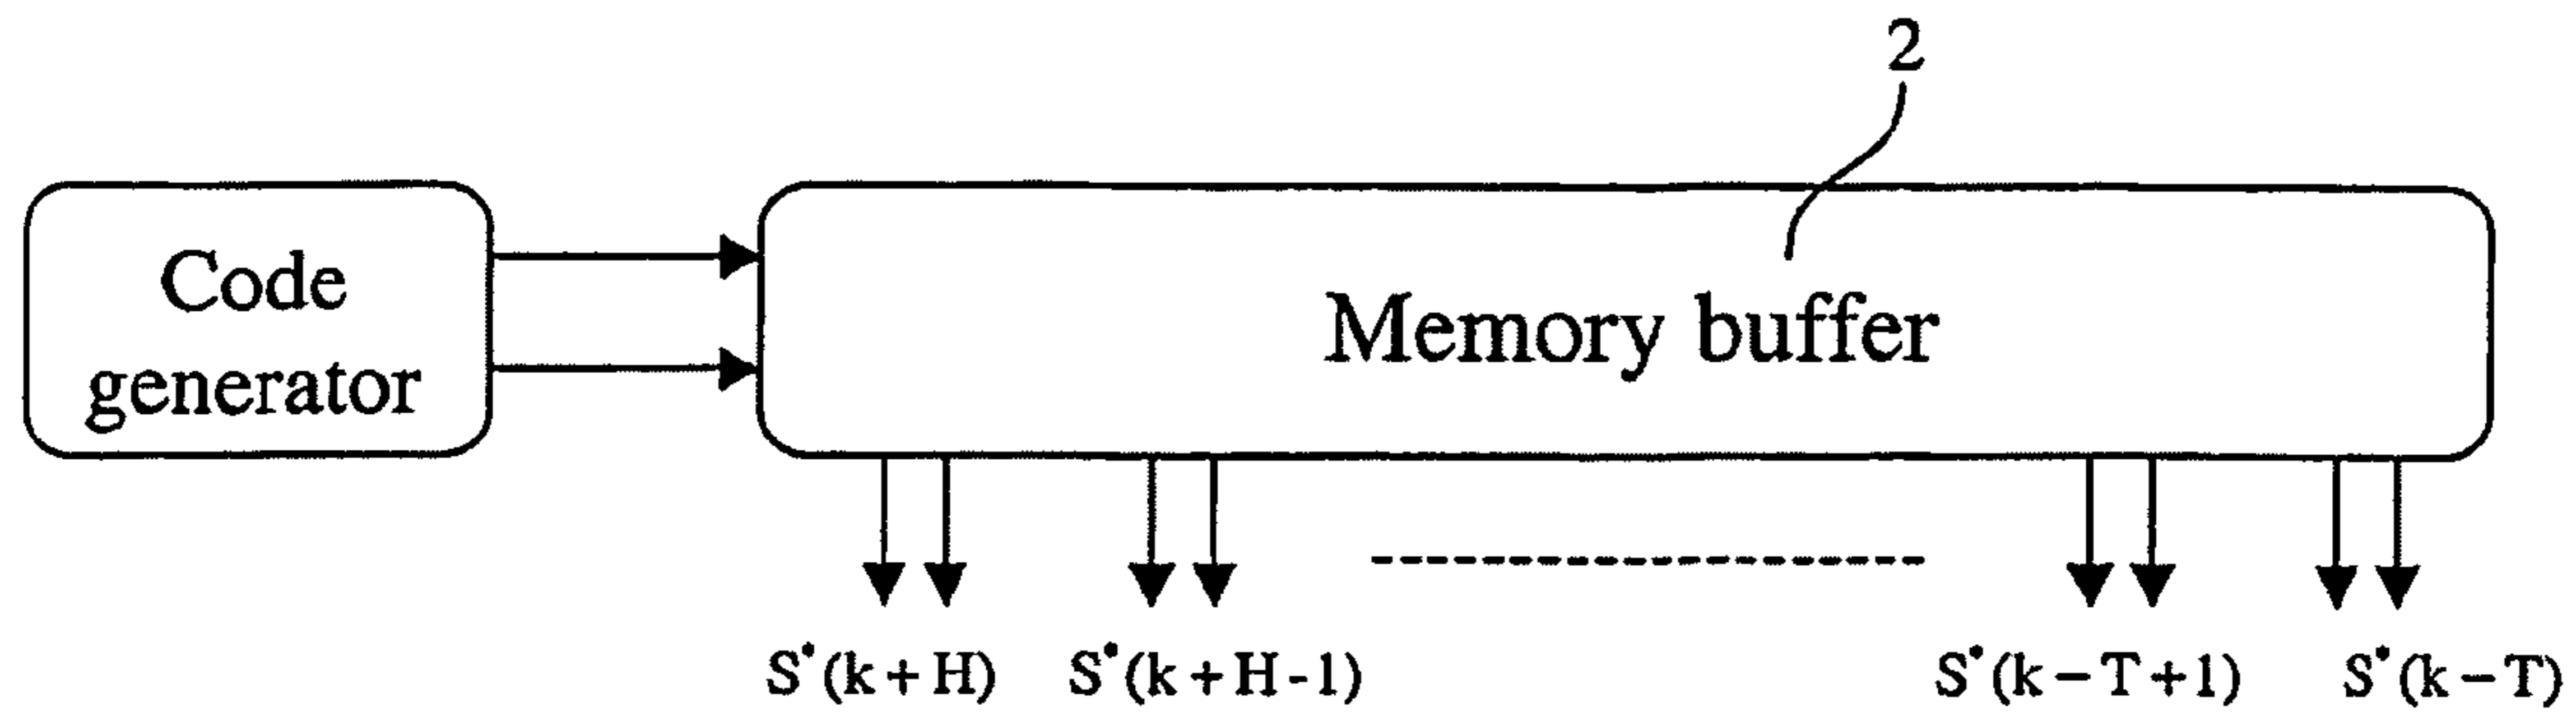 2
Code
generator
Memory buffer
S*(k+H) S*(k+H-1) S*(k-T+1) S*(k-T)